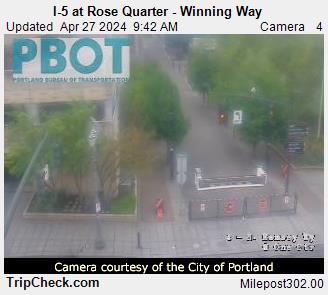 I-5 at Rose Quarter - Winning Way
Updated Apr 27 2024 9:42 AM Camera 4
PBOT
PORTLAND BUREAU OF TRANSPORTATION
Camera courtesy of the City of Portland
TripCheck.com Milepost302.00